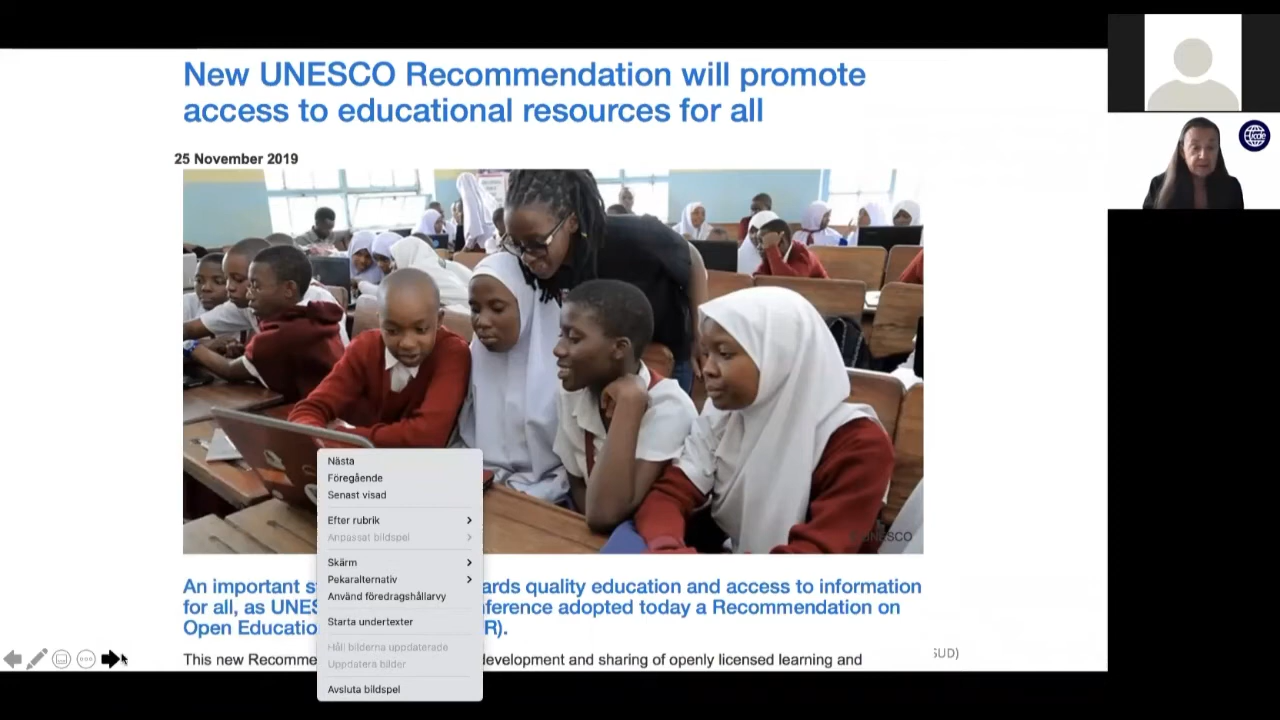 New UNESCO Recommendation will promote
access to educational resources for all
25 November 2019
icde
UNESCO
Nästa
Föregående
Senast visad
Efter rubrik
Anpassat bildspel
Skärm
Pekaralternativ
Använd föredragshållarvy
Starta undertexter
Håll bilderna uppdaterade
Uppdatera bilder
Avsluta bildspel
An important s ards quality education and access to information
for all, as UNES nference adopted today a Recommendation on
Open Educatio R).
This new Recomme development and sharing of openly licensed learning and
SUD)